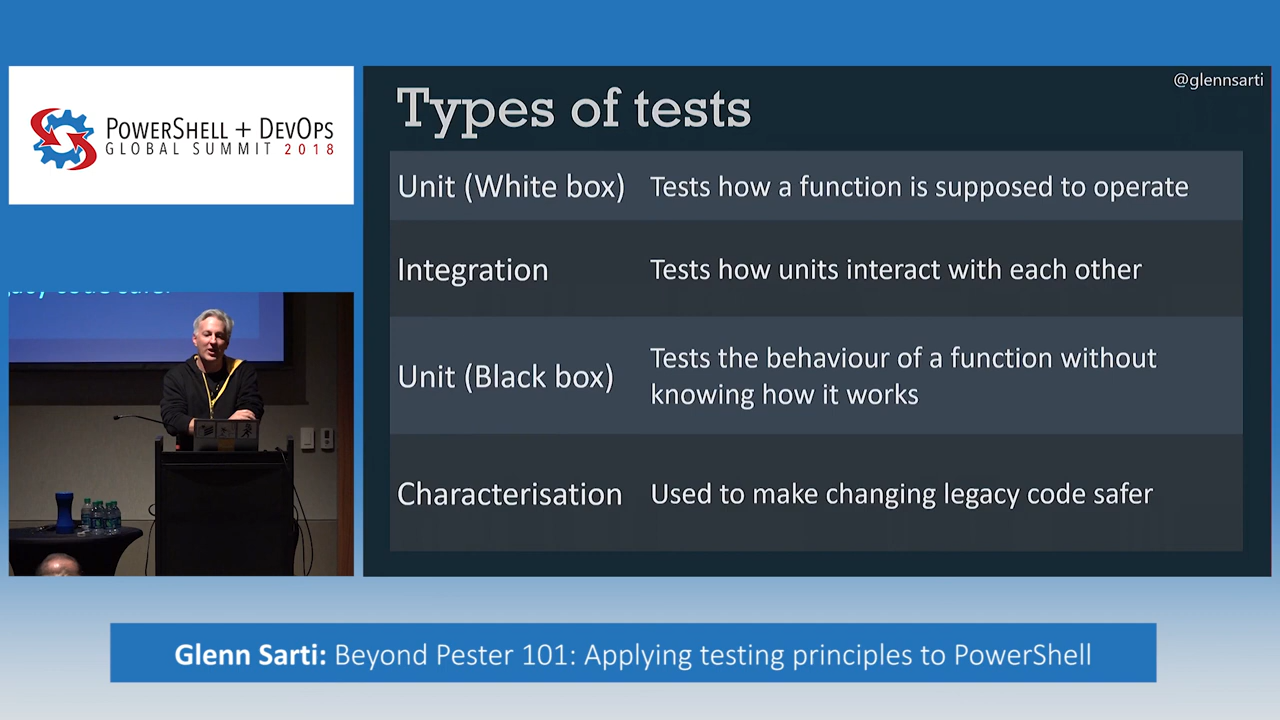 POWERSHELL + DEVOPS
GLOBAL SUMMIT 2018
@glennsarti
Types of tests
Unit (White box) Tests how a function is supposed to operate
Integration Tests how units interact with each other
Unit (Black box) Tests the behaviour of a function without
knowing how it works
Characterisation Used to make changing legacy code safer
code safer
Glenn Sarti: Beyond Pester 101: Applying testing principles to PowerShell